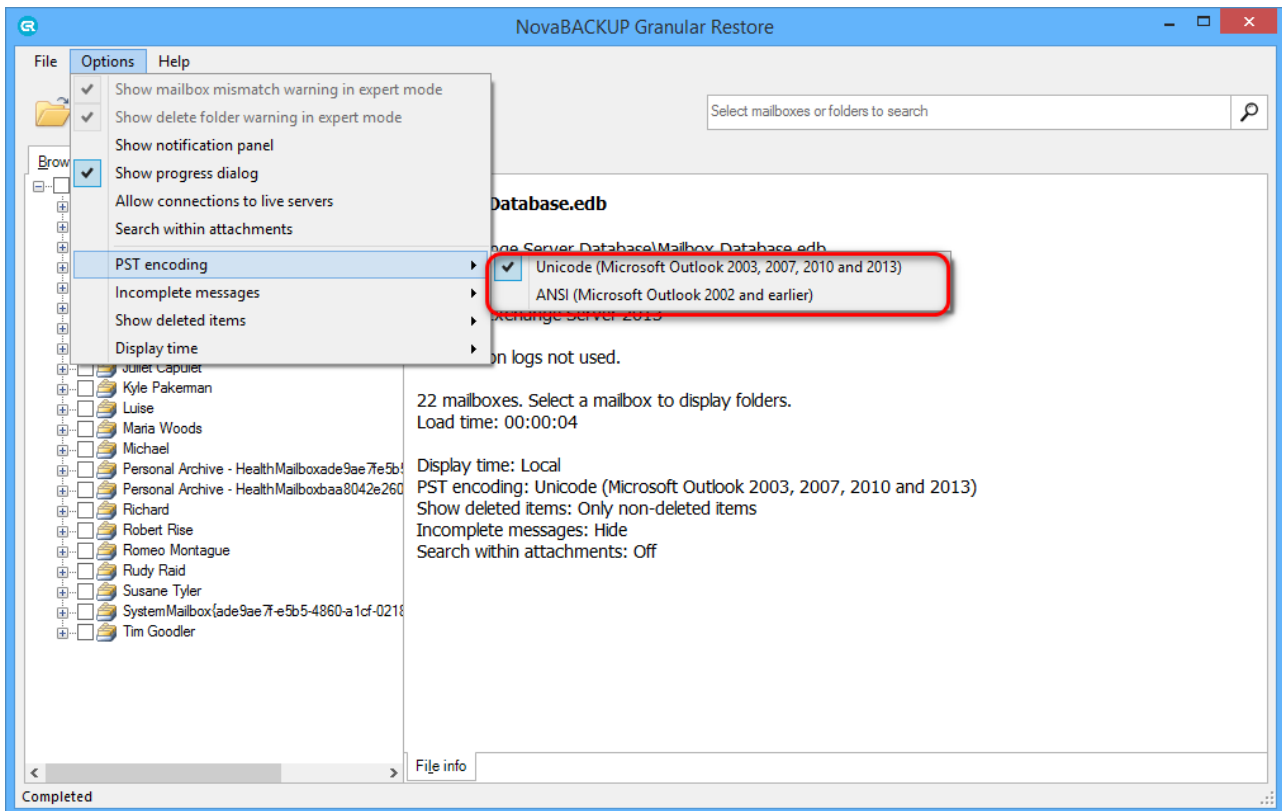 NovaBACKUP Granular Restore
File Options Help
Show mailbox mismatch warning in expert mode
Show delete folder warning in expert mode
Show notification panel
Show progress dialog
Allow connections to live servers
Search within attachments
PST encoding
Incomplete messages
Show deleted items
Display time
Select mailboxes or folders to search
Brow
Unicode (Microsoft Outlook 2003, 2007, 2010 and 2013)
ANSI (Microsoft Outlook 2002 and earlier)
Juliet Capulet
Kyle Pakerman
Luise
Maria Woods
Michael
Personal Archive - HealthMailboxade9ae7fe5b5
Personal Archive - HealthMailboxbaa8042e260
Richard
Robert Rise
Romeo Montague
Rudy Raid
Susane Tyler
SystemMailbox{ade9ae7f-e5b5-4860-a1cf-0218
Tim Goodler
Database.edb
nge Server Database\Mailbox Database.edb
Exchange Server 2013
on logs not used.
22 mailboxes. Select a mailbox to display folders.
Load time: 00:00:04
Display time: Local
PST encoding: Unicode (Microsoft Outlook 2003, 2007, 2010 and 2013)
Show deleted items: Only non-deleted items
Incomplete messages: Hide
Search within attachments: Off
File info
Completed